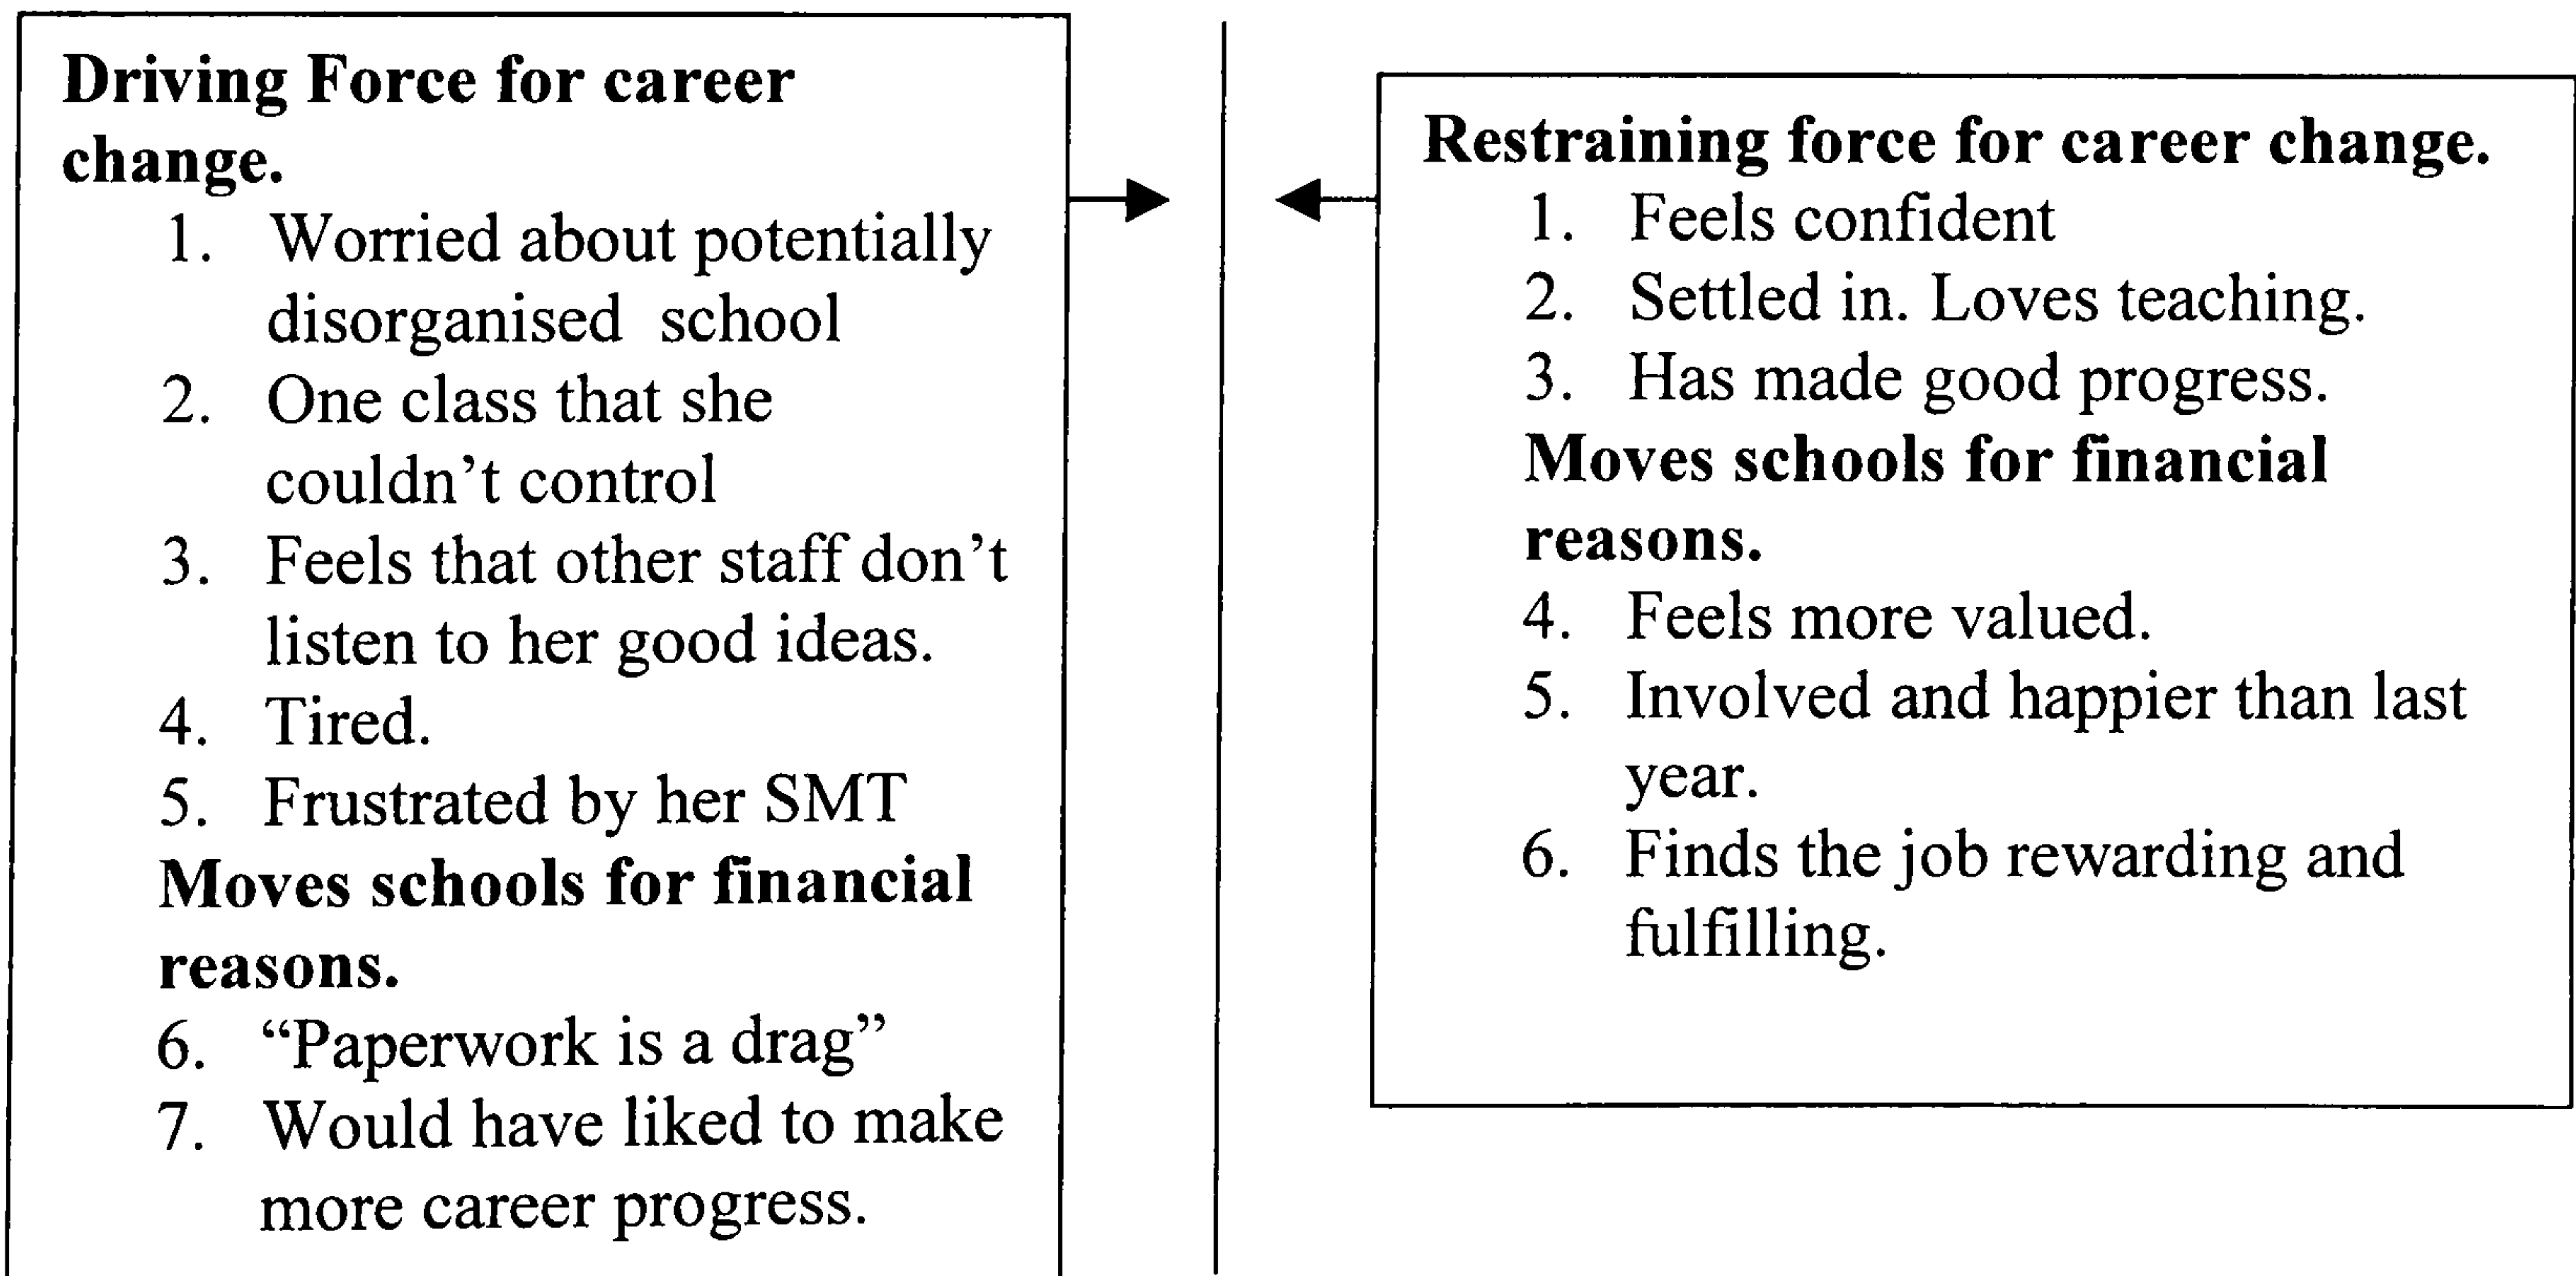 Driving Force for career
change.
1. Worried about potentially
disorganised school
2. One class that she
couldn't control
3. Feels that other staff don't
listen to her good ideas.
4. Tired.
5. Frustrated by her SMT
Moves schools for financial
reasons.
6. “Paperwork is a drag”
7. Would have liked to make
more career progress.
Restraining force for career change.
1. Feels confident
2. Settled in. Loves teaching.
3. Has made good progress.
Moves schools for financial
reasons.
4. Feels more valued.
5. Involved and happier than last
year.
6. Finds the job rewarding and
fulfilling.